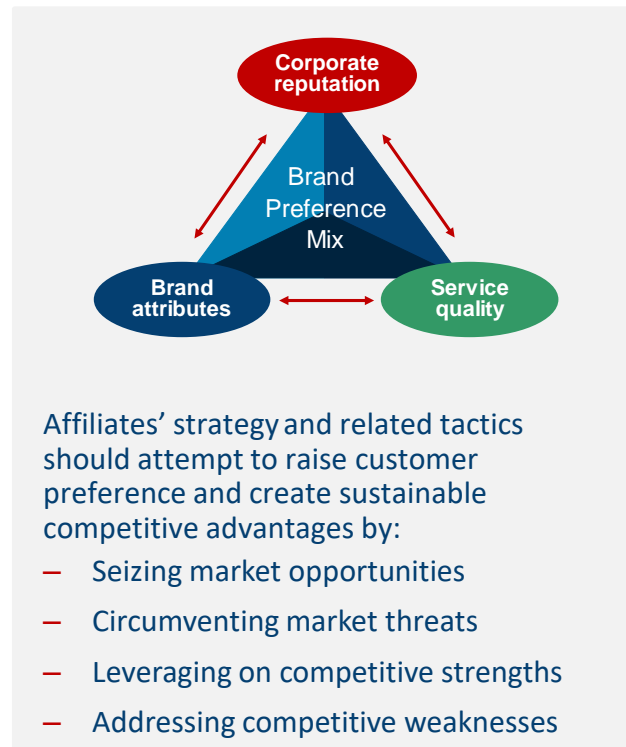 Corporate
reputation
Brand
Preference
Mix
Brand
attributes
Service
quality
Affiliates’ strategy and related tactics
should attempt to raise customer
preference and create sustainable
competitive advantages by:
– Seizing market opportunities
– Circumventing market threats
– Leveraging on competitive strengths
– Addressing competitive weaknesses